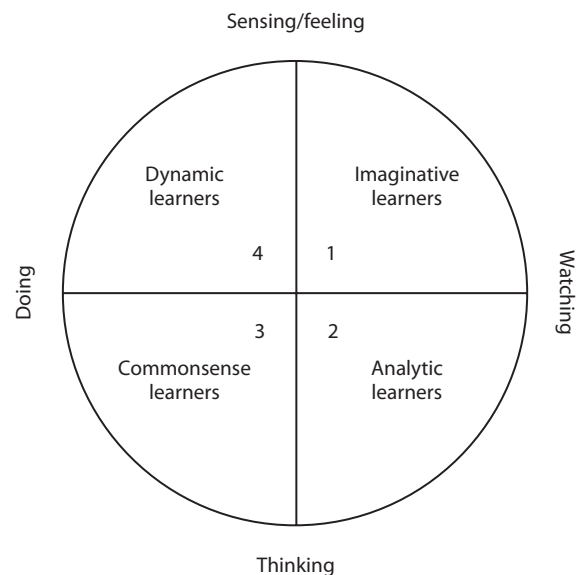 Sensing/feeling
Dynamic
learners
Imaginative
learners
4
1
Doing
Watching
3
2
Commonsense
learners
Analytic
learners
Thinking